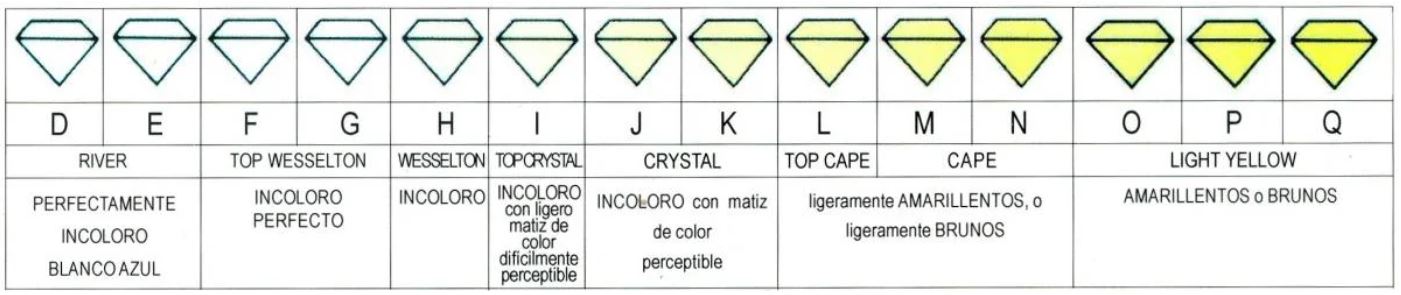 D E F G H I J K L M N O P Q
RIVER TOP WESSELTON WESSELTON TOPCRYSTAL CRYSTAL TOP CAPE CAPE LIGHT YELLOW
PERFECTAMENTE
INCOLORO
BLANCO AZUL
INCOLORO
PERFECTO
INCOLORO
INCOLORO
con ligero
matiz de
color
dificilmente
perceptible
INCOLORO con matiz
de color
perceptible
ligeramente AMARILLENTOS, o
ligeramente BRUNOS
AMARILLENTOS o BRUNOS